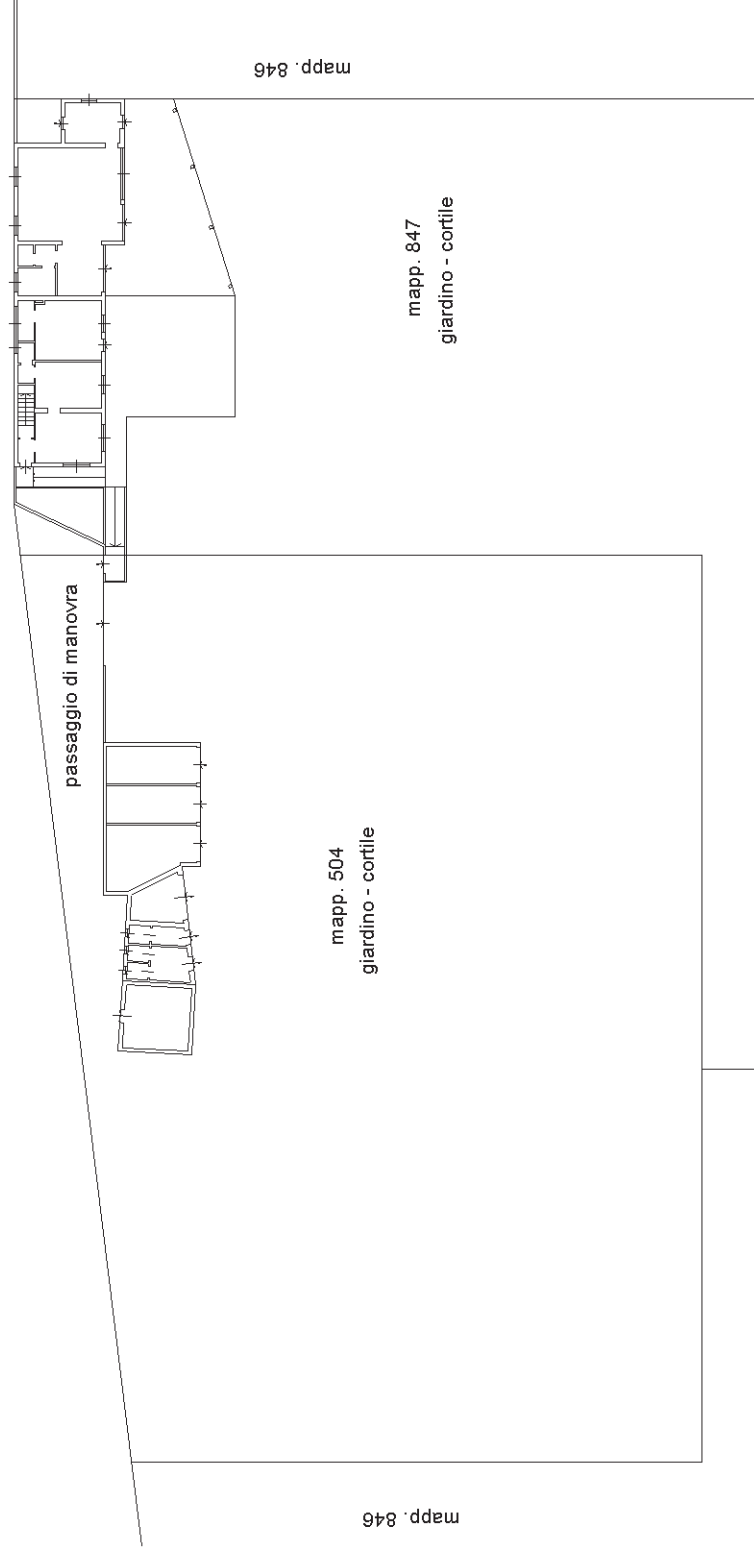 mapp. 846
mapp. 847
giardino - cortile
passaggio di manovra
mapp. 504
giardino - cortile
mapp. 846